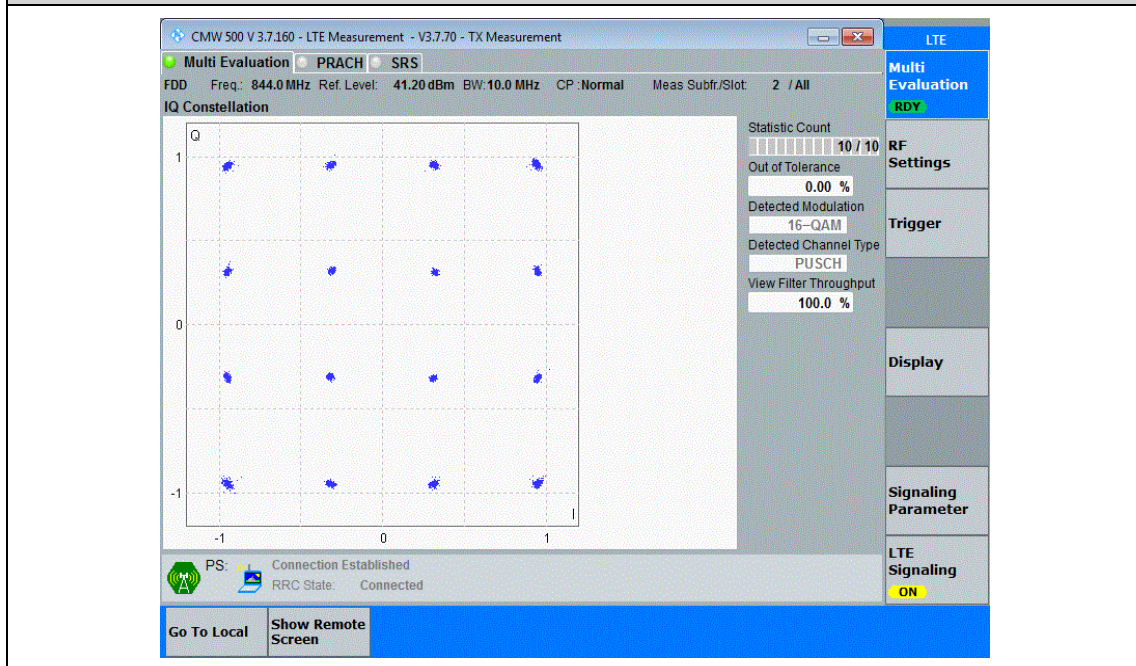 CMW 500 V 3.7.160 - LTE Measurement - V3.7.70 - TX Measurement
LTE
Multi Evaluation PRACH SRS
Multi
Evaluation
RDY
FDD Freq.: 844.0 MHz Ref. Level: 41.20 dBm BW: 10.0 MHz CP : Normal Meas Subfr./Slot: 2 / All
IQ Constellation
Q
1
0
-1
-1 0 1
I
Statistic Count
10 / 10
Out of Tolerance
0.00 %
Detected Modulation
16-QAM
Detected Channel Type
PUSCH
View Filter Throughput
100.0 %
RF
Settings
Trigger
Display
Signaling
Parameter
LTE
Signaling
ON
PS: Connection Established
RRC State: Connected
Go To Local
Show Remote
Screen